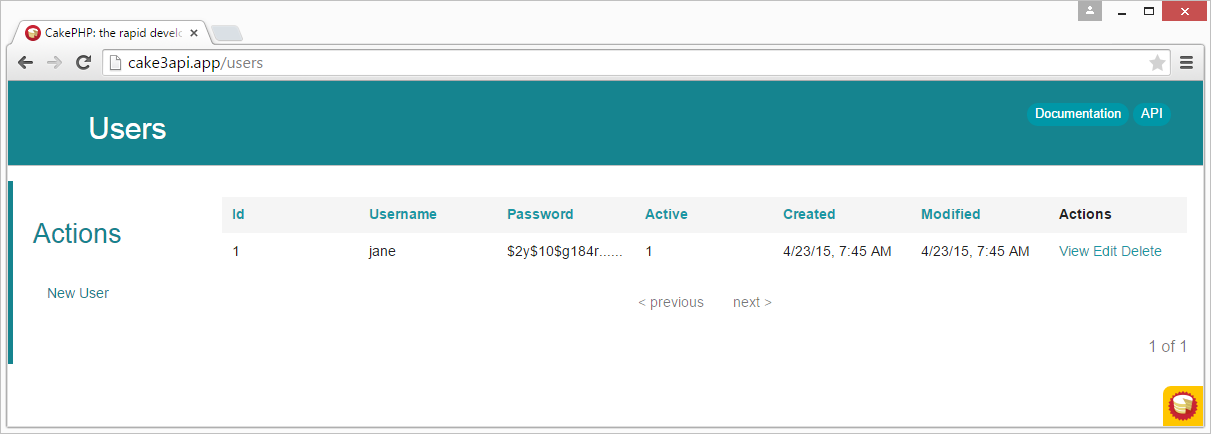 CakePHP: the rapid develo
cake3api.app/users
Users
Documentation API
Actions
New User
Id Username Password Active Created Modified Actions
1 jane $2y$10$g184r...... 1 4/23/15, 7:45 AM 4/23/15, 7:45 AM View Edit Delete
< previous next >
1 of 1